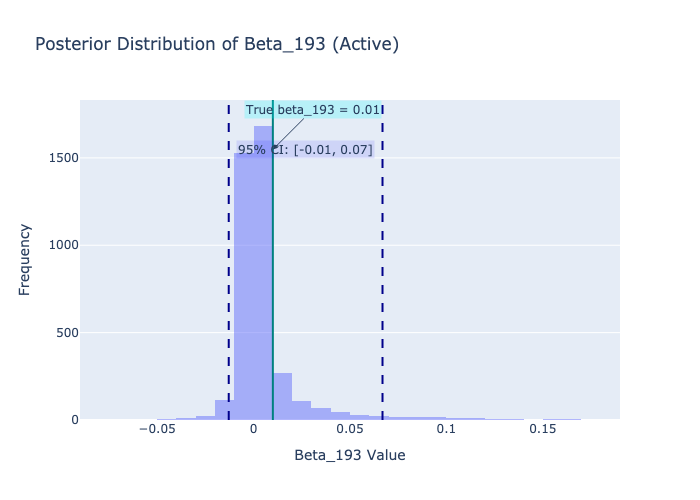 Posterior Distribution of Beta_193 (Active)
True beta_193 = 0.01
95% CI: [-0.01, 0.07]
1500
1000
500
0
Frequency
−0.05
0
0.05
0.1
0.15
Beta_193 Value